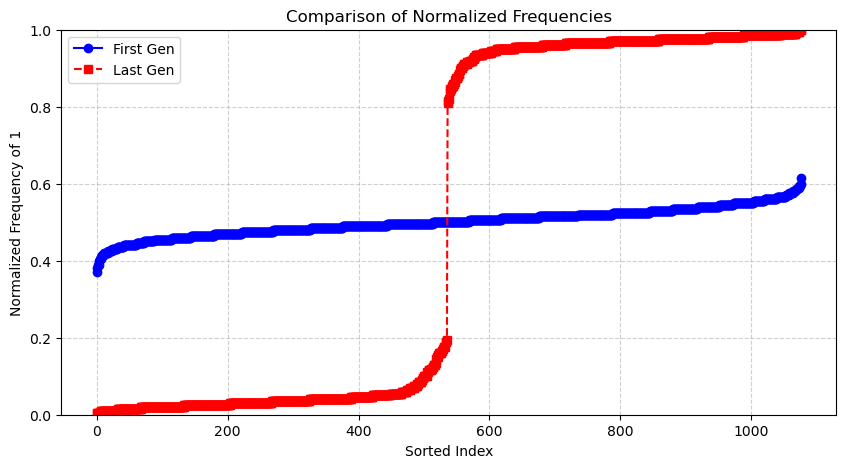 Comparison of Normalized Frequencies
First Gen
Last Gen
Normalized Frequency of 1
1.0
0.8
0.6
0.4
0.2
0.0
0
200
400
600
800
1000
Sorted Index